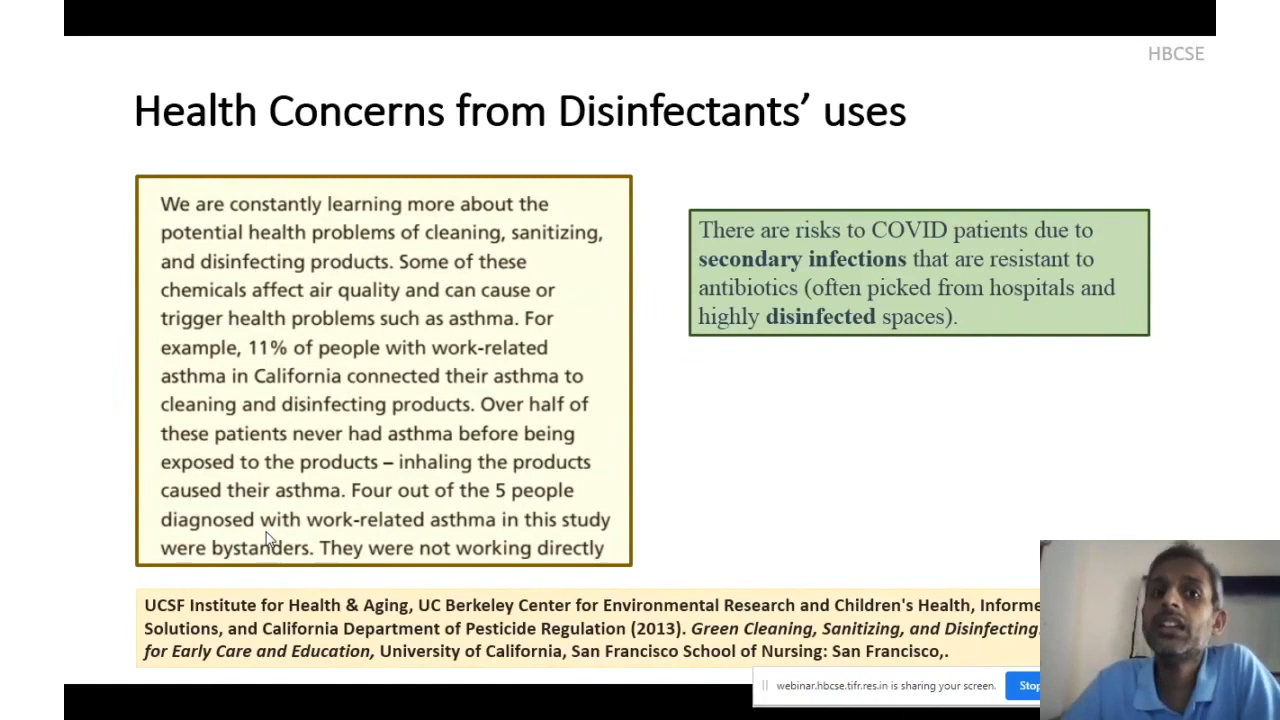 HBCSE
Health Concerns from Disinfectants’ uses
We are constantly learning more about the
potential health problems of cleaning, sanitizing,
and disinfecting products. Some of these
chemicals affect air quality and can cause or
trigger health problems such as asthma. For
example, 11% of people with work-related
asthma in California connected their asthma to
cleaning and disinfecting products. Over half of
these patients never had asthma before being
exposed to the products – inhaling the products
caused their asthma. Four out of the 5 people
diagnosed with work-related asthma in this study
were bystanders. They were not working directly
There are risks to COVID patients due to
secondary infections that are resistant to
antibiotics (often picked from hospitals and
highly disinfected spaces).
UCSF Institute for Health & Aging, UC Berkeley Center for Environmental Research and Children's Health, Informe
Solutions, and California Department of Pesticide Regulation (2013). Green Cleaning, Sanitizing, and Disinfecting
for Early Care and Education, University of California, San Francisco School of Nursing: San Francisco,.
webinar.hbcse.tifr.res.in is sharing your screen.
Stop